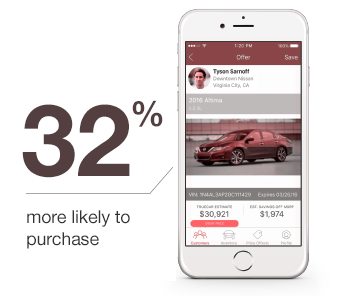 32%
more likely to
purchase
1:20 PM 100%
Offer Save
Tyson Sarnoff
Downtown Nissan
Virginia City, CA
2016 Altima
VIN: 1N4AL3AP2GC111429 Expires 03/20/16
TRUECAR ESTIMATE EST. SAVINGS OFF MSRP
$30,921 $1,974
GREAT PRICE
Customers Inventory Price Offers Profile